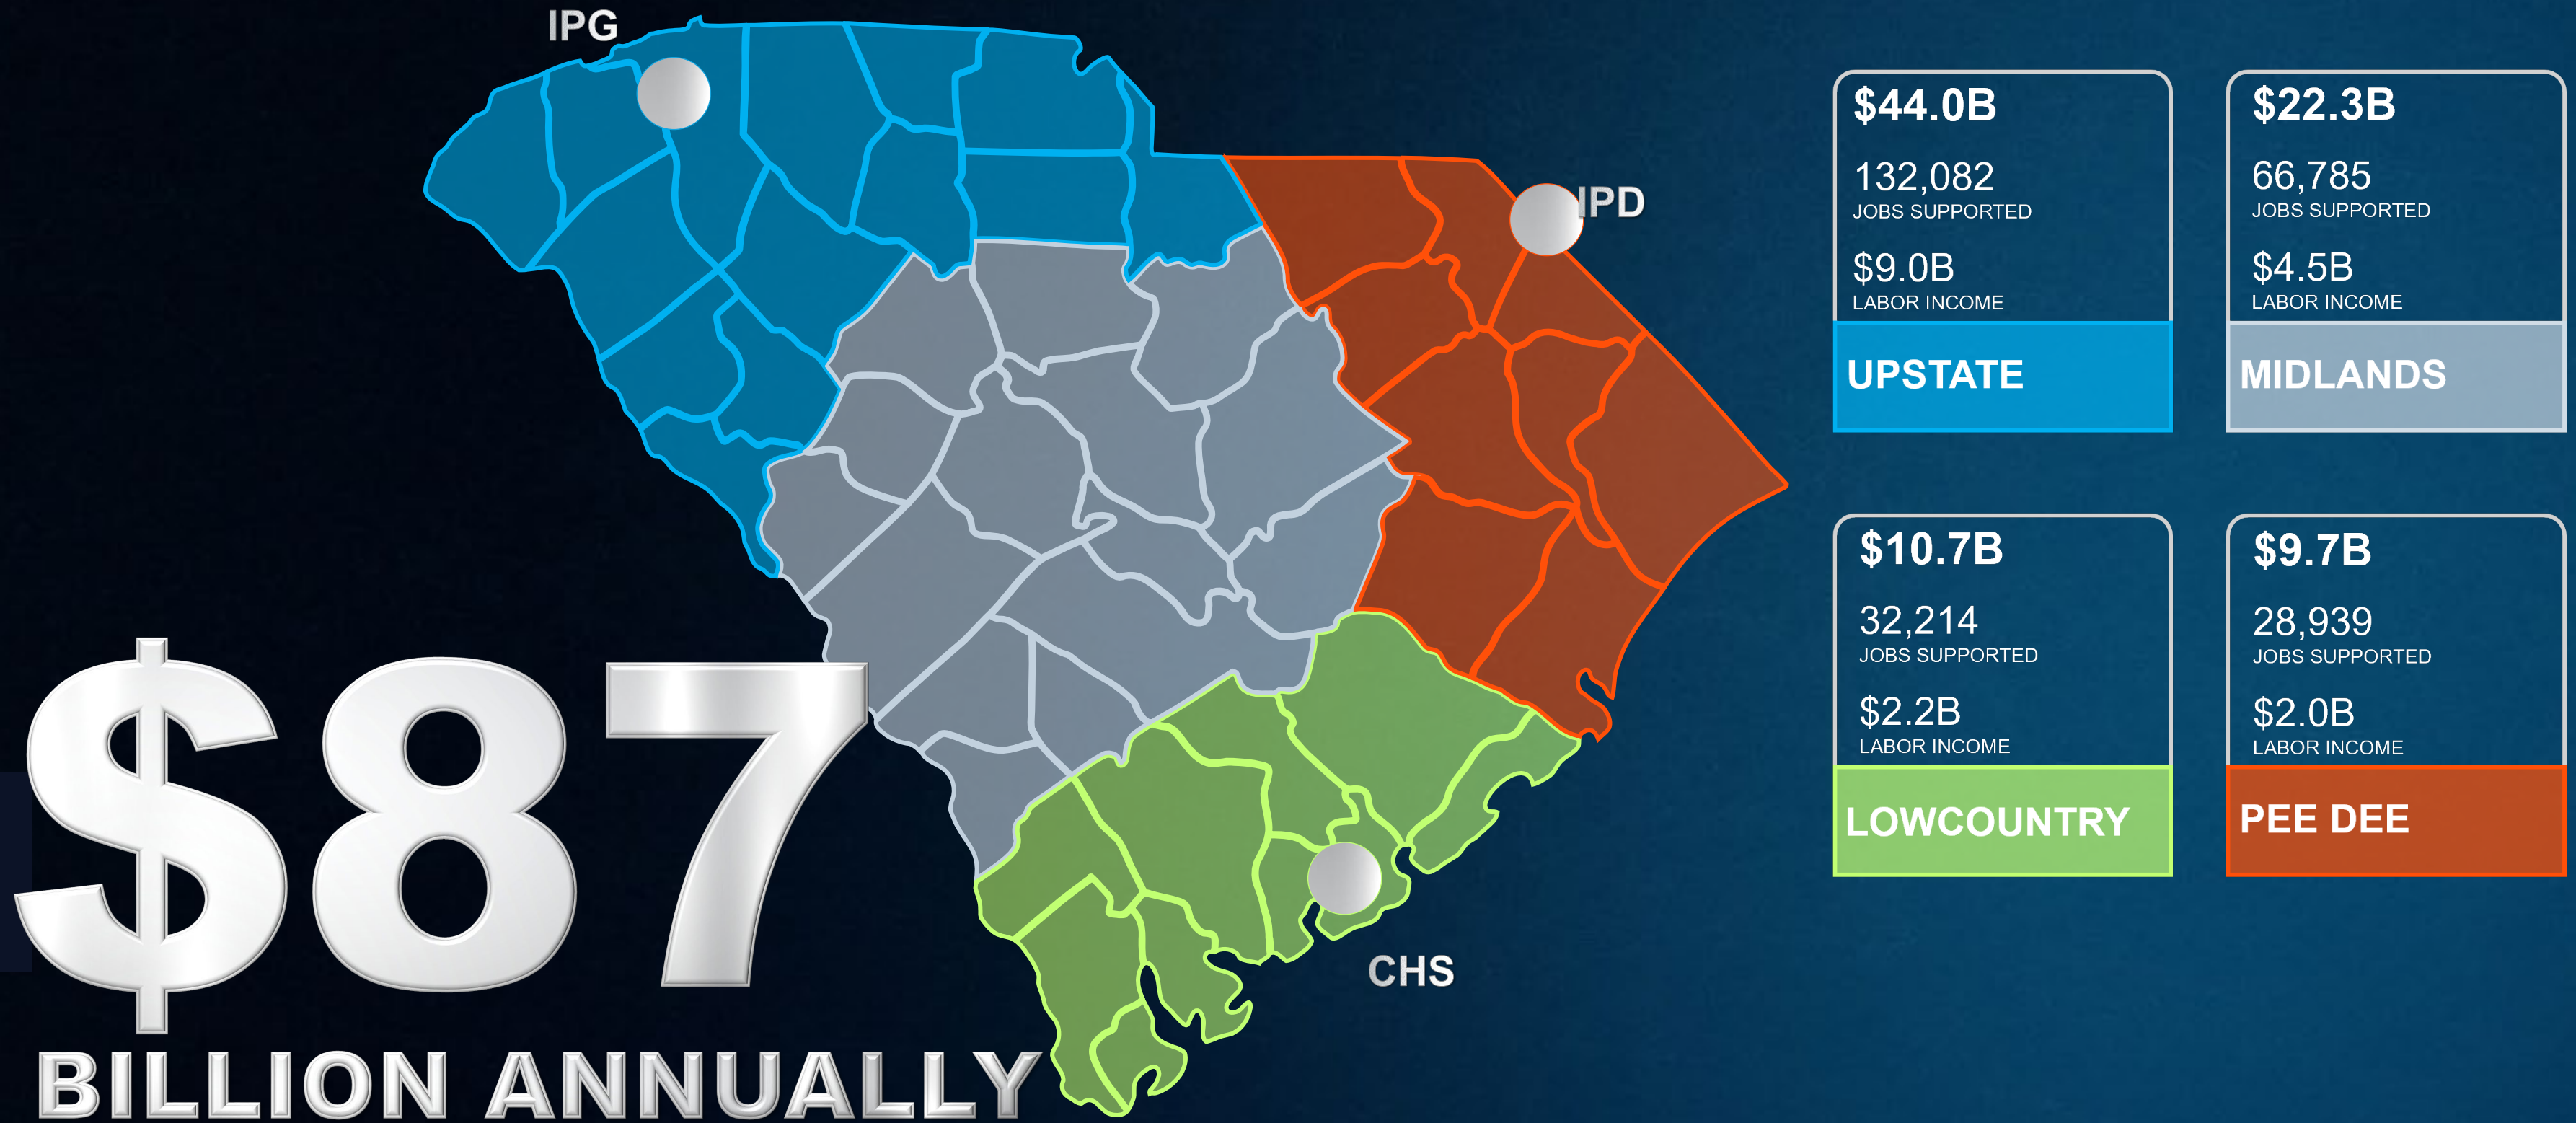 IPG
IPD
CHS
$87
BILLION ANNUALLY
$44.0B
132,082
JOBS SUPPORTED
$9.0B
LABOR INCOME
UPSTATE
$22.3B
66,785
JOBS SUPPORTED
$4.5B
LABOR INCOME
MIDLANDS
$10.7B
32,214
JOBS SUPPORTED
$2.2B
LABOR INCOME
LOWCOUNTRY
$9.7B
28,939
JOBS SUPPORTED
$2.0B
LABOR INCOME
PEE DEE